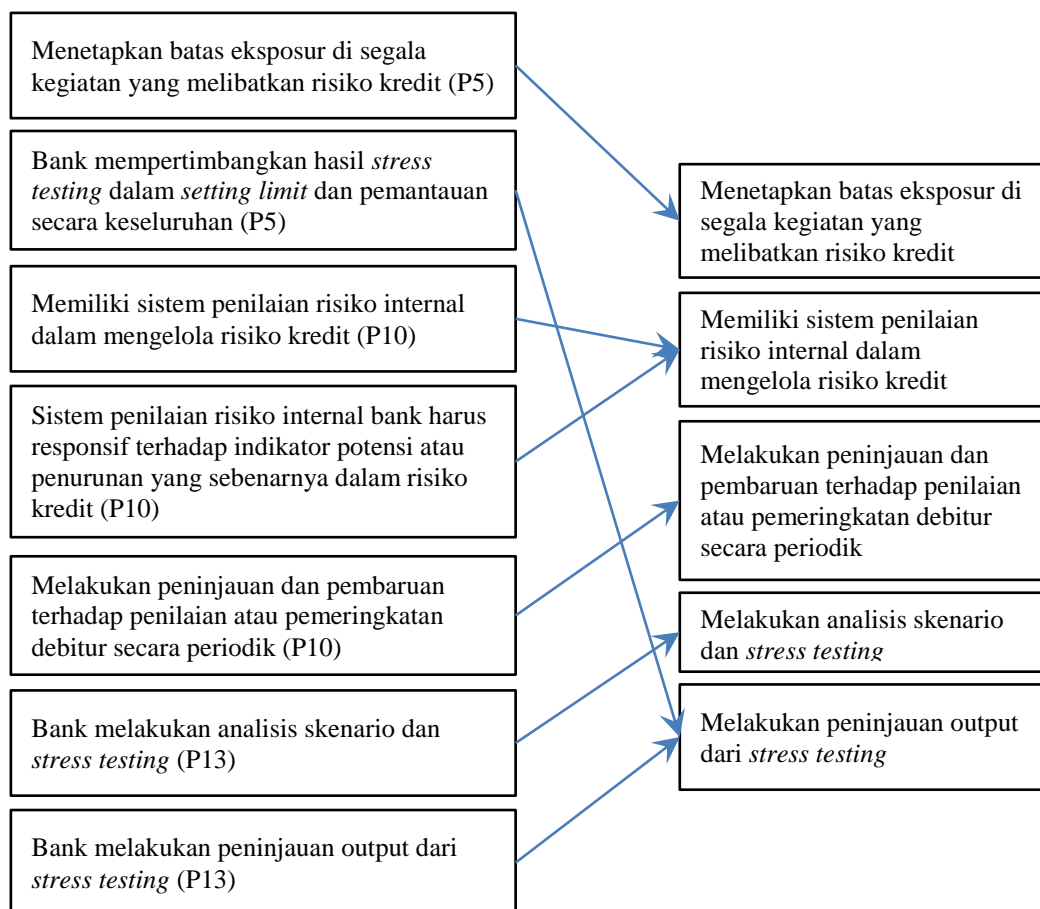 Menetapkan batas eksposur di segala
kegiatan yang melibatkan risiko kredit (P5)
Bank mempertimbangkan hasil stress
testing dalam setting limit dan pemantauan
secara keseluruhan (P5)
Memiliki sistem penilaian risiko internal
dalam mengelola risiko kredit (P10)
Sistem penilaian risiko internal bank harus
responsif terhadap indikator potensi atau
penurunan yang sebenarnya dalam risiko
kredit (P10)
Melakukan peninjauan dan pembaruan
terhadap penilaian atau pemeringkatan
debitur secara periodik (P10)
Bank melakukan analisis skenario dan
stress testing (P13)
Bank melakukan peninjauan output dari
stress testing (P13)
Menetapkan batas eksposur di
segala kegiatan yang
melibatkan risiko kredit
Memiliki sistem penilaian
risiko internal dalam
mengelola risiko kredit
Melakukan peninjauan dan
pembaruan terhadap penilaian
atau pemeringkatan debitur
secara periodik
Melakukan analisis skenario
dan stress testing
Melakukan peninjauan output
dari stress testing